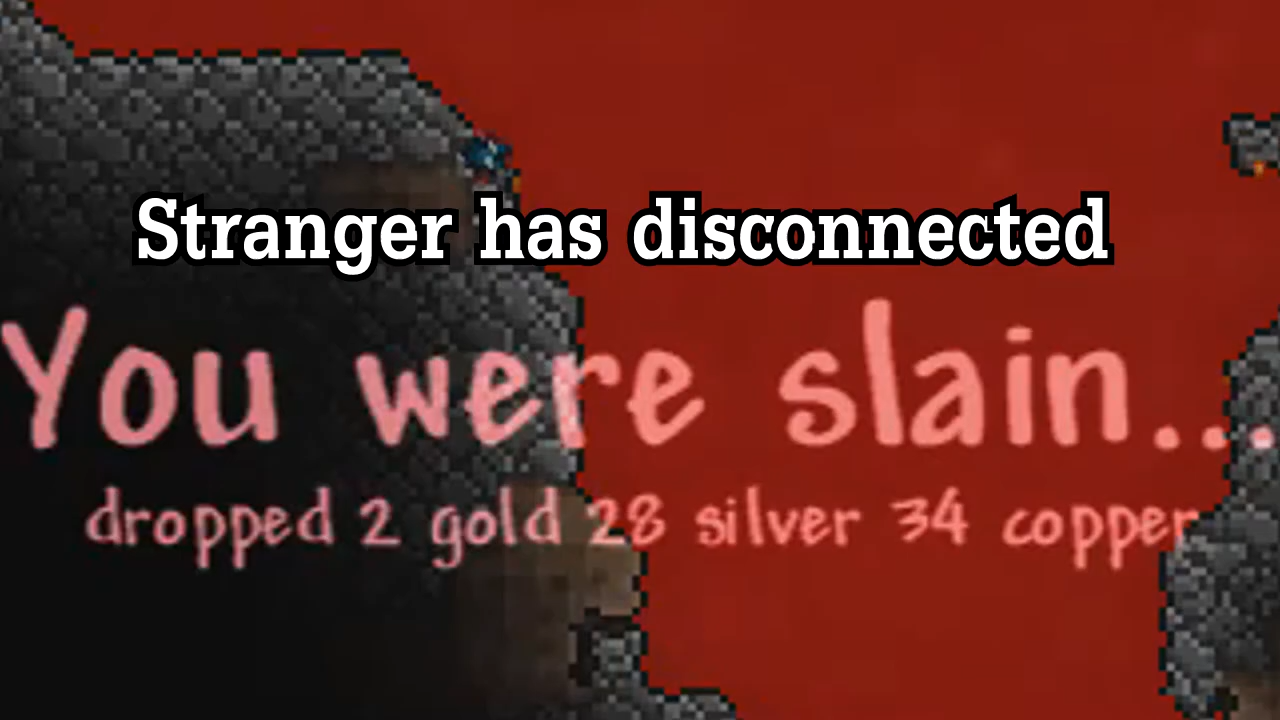 Stranger has disconnected
You were slain...
dropped 2 gold 28 silver 34 copper